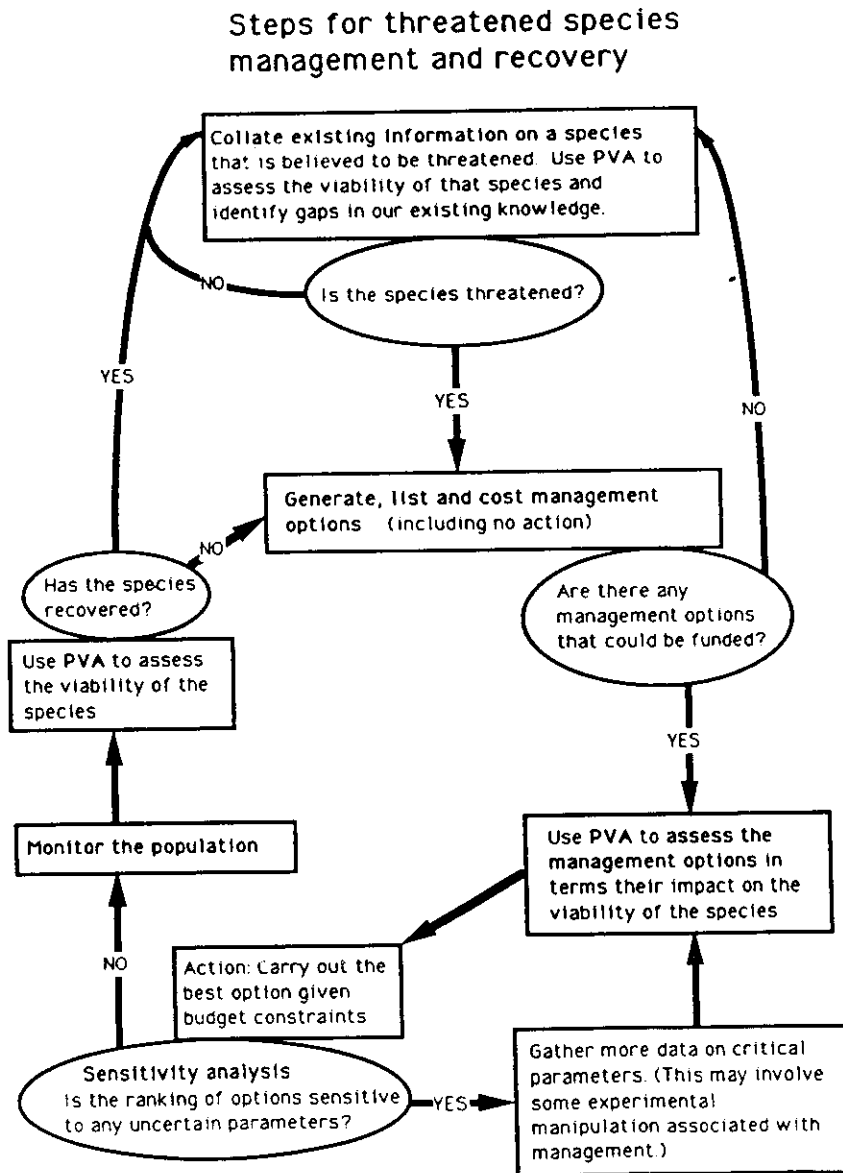 Steps for threatened species
management and recovery
Collate existing information on a species
that is believed to be threatened. Use PVA to
assess the viability of that species and
identify gaps in our existing knowledge.
NO
Is the species threatened?
YES
YES
NO
Generate, list and cost management
options (including no action)
NO
Has the species
recovered?
Are there any
management options
that could be funded?
Use PVA to assess
the viability of the
species
YES
Monitor the population
Use PVA to assess the
management options in
terms their impact on the
viability of the species
NO
Action: Carry out the
best option given
budget constraints
Sensitivity analysis
is the ranking of options sensitive
to any uncertain parameters?
YES
Gather more data on critical
parameters. (This may involve
some experimental
manipulation associated with
management.)